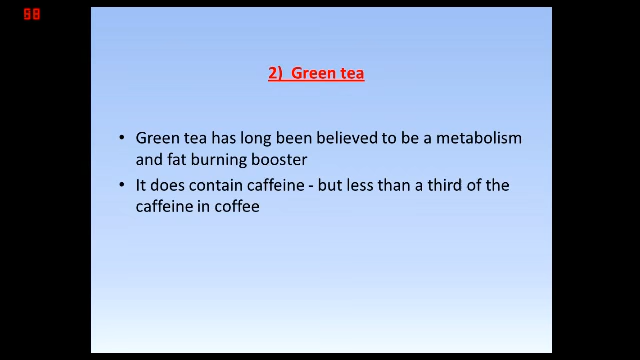 98
2) Green tea
• Green tea has long been believed to be a metabolism
and fat burning booster
• It does contain caffeine - but less than a third of the
caffeine in coffee